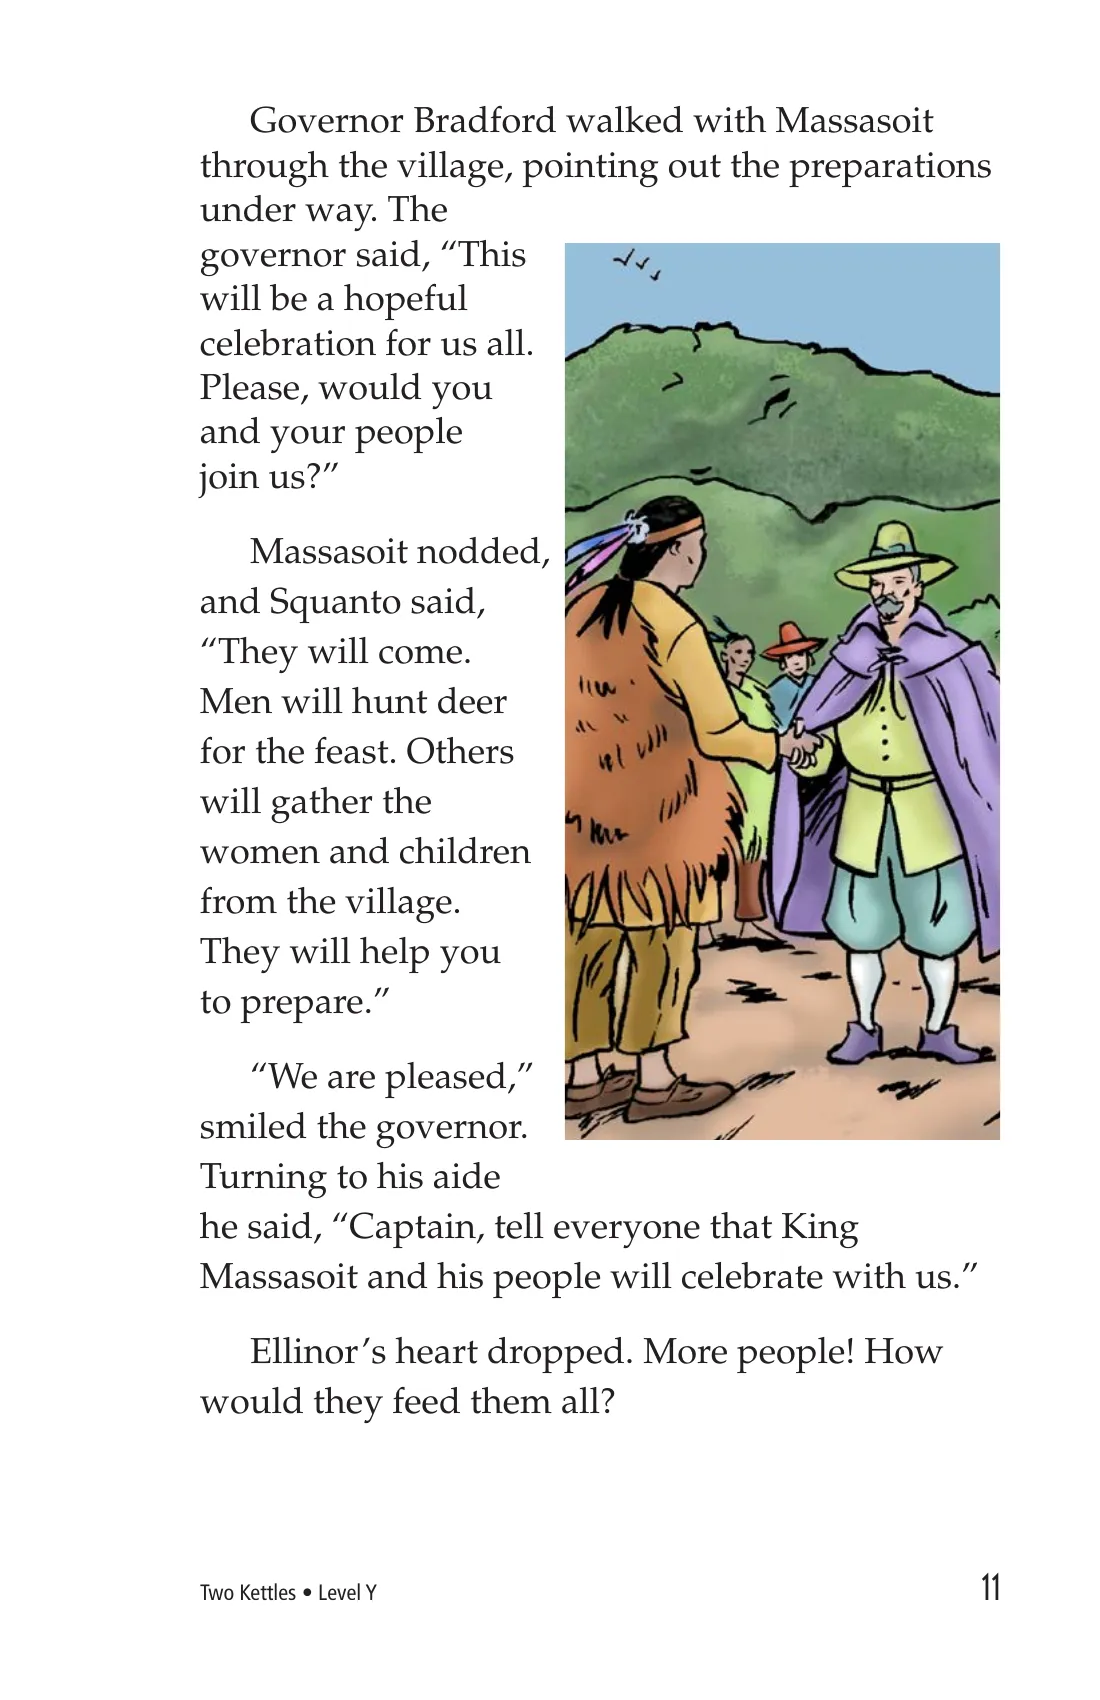 Governor Bradford walked with Massasoit
through the village, pointing out the preparations
under way. The
governor said, “This
will be a hopeful
celebration for us all.
Please, would you
and your people
join us?”
Massasoit nodded,
and Squanto said,
“They will come.
Men will hunt deer
for the feast. Others
will gather the
women and children
from the village.
They will help you
to prepare.”
“We are pleased,”
smiled the governor.
Turning to his aide
he said, “Captain, tell everyone that King
Massasoit and his people will celebrate with us.”
Ellinor’s heart dropped. More people! How
would they feed them all?
Two Kettles • Level Y
11